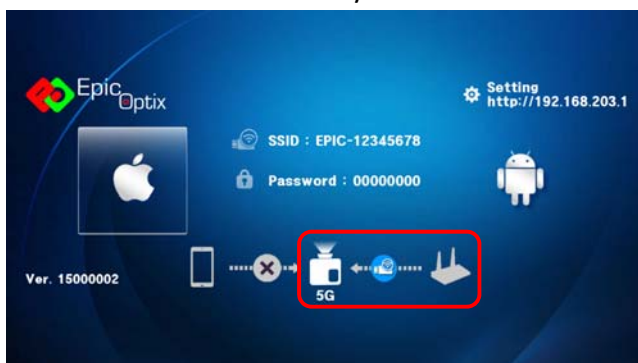 Epic
Optix
Setting
http://192.168.203.1
SSID : EPIC-12345678
Password : 00000000
Ver. 15000002
5G